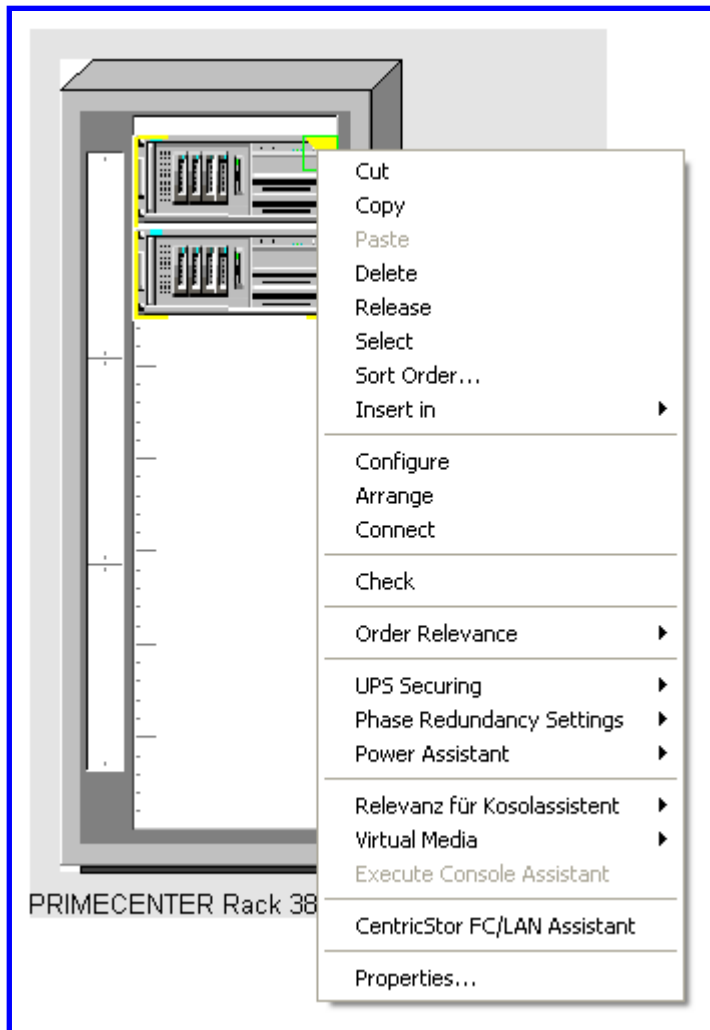 Cut
Copy
Paste
Delete
Release
Select
Sort Order...
Insert in
Configure
Arrange
Connect
Check
Order Relevance
UPS Securing
Phase Redundancy Settings
Power Assistant
Relevanz für Kosolassistent
Virtual Media
Execute Console Assistant
PRIMECENTER Rack 38
CentricStor FC/LAN Assistant
Properties...